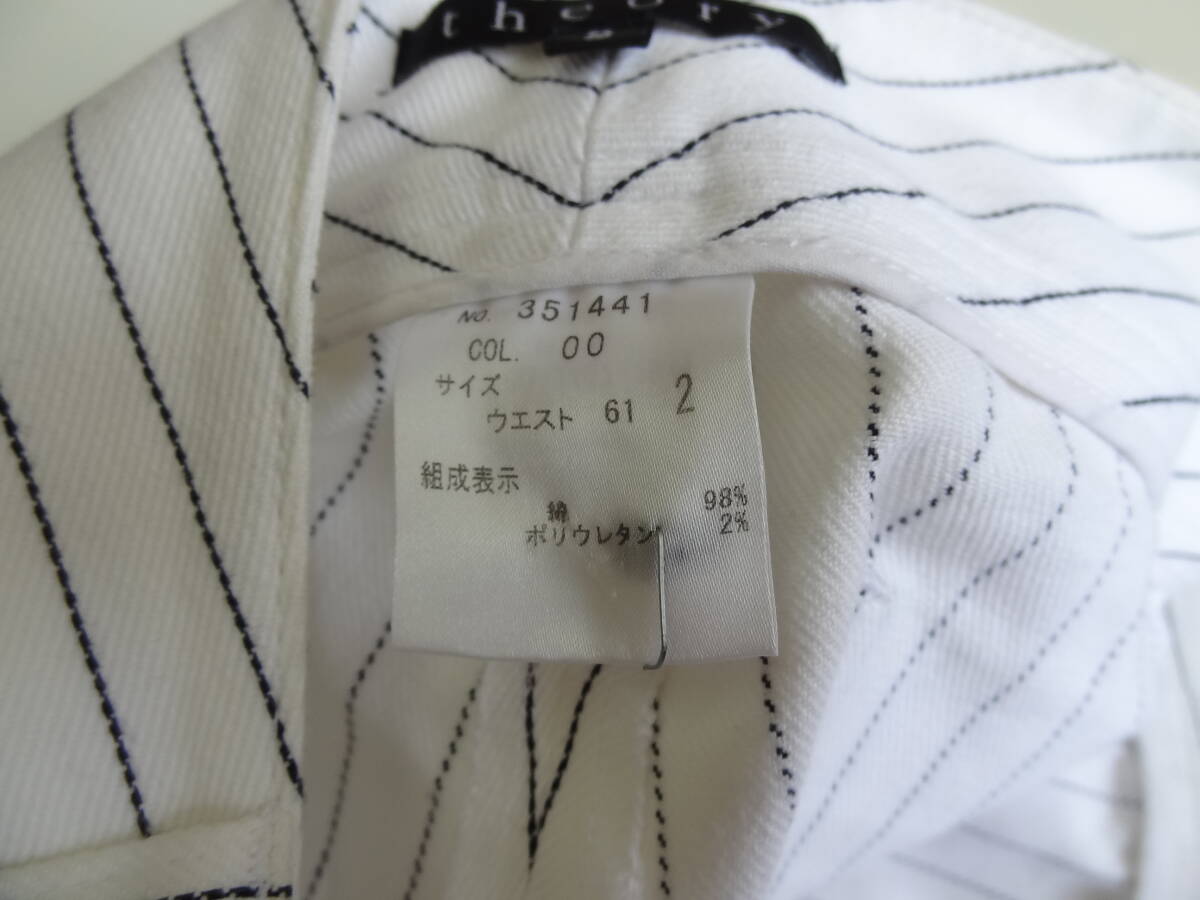 theory
2
NO. 351441
COL. 00
サイズ 2
ウエスト 61
組成表示
綿 98%
ポリウレタン 2%